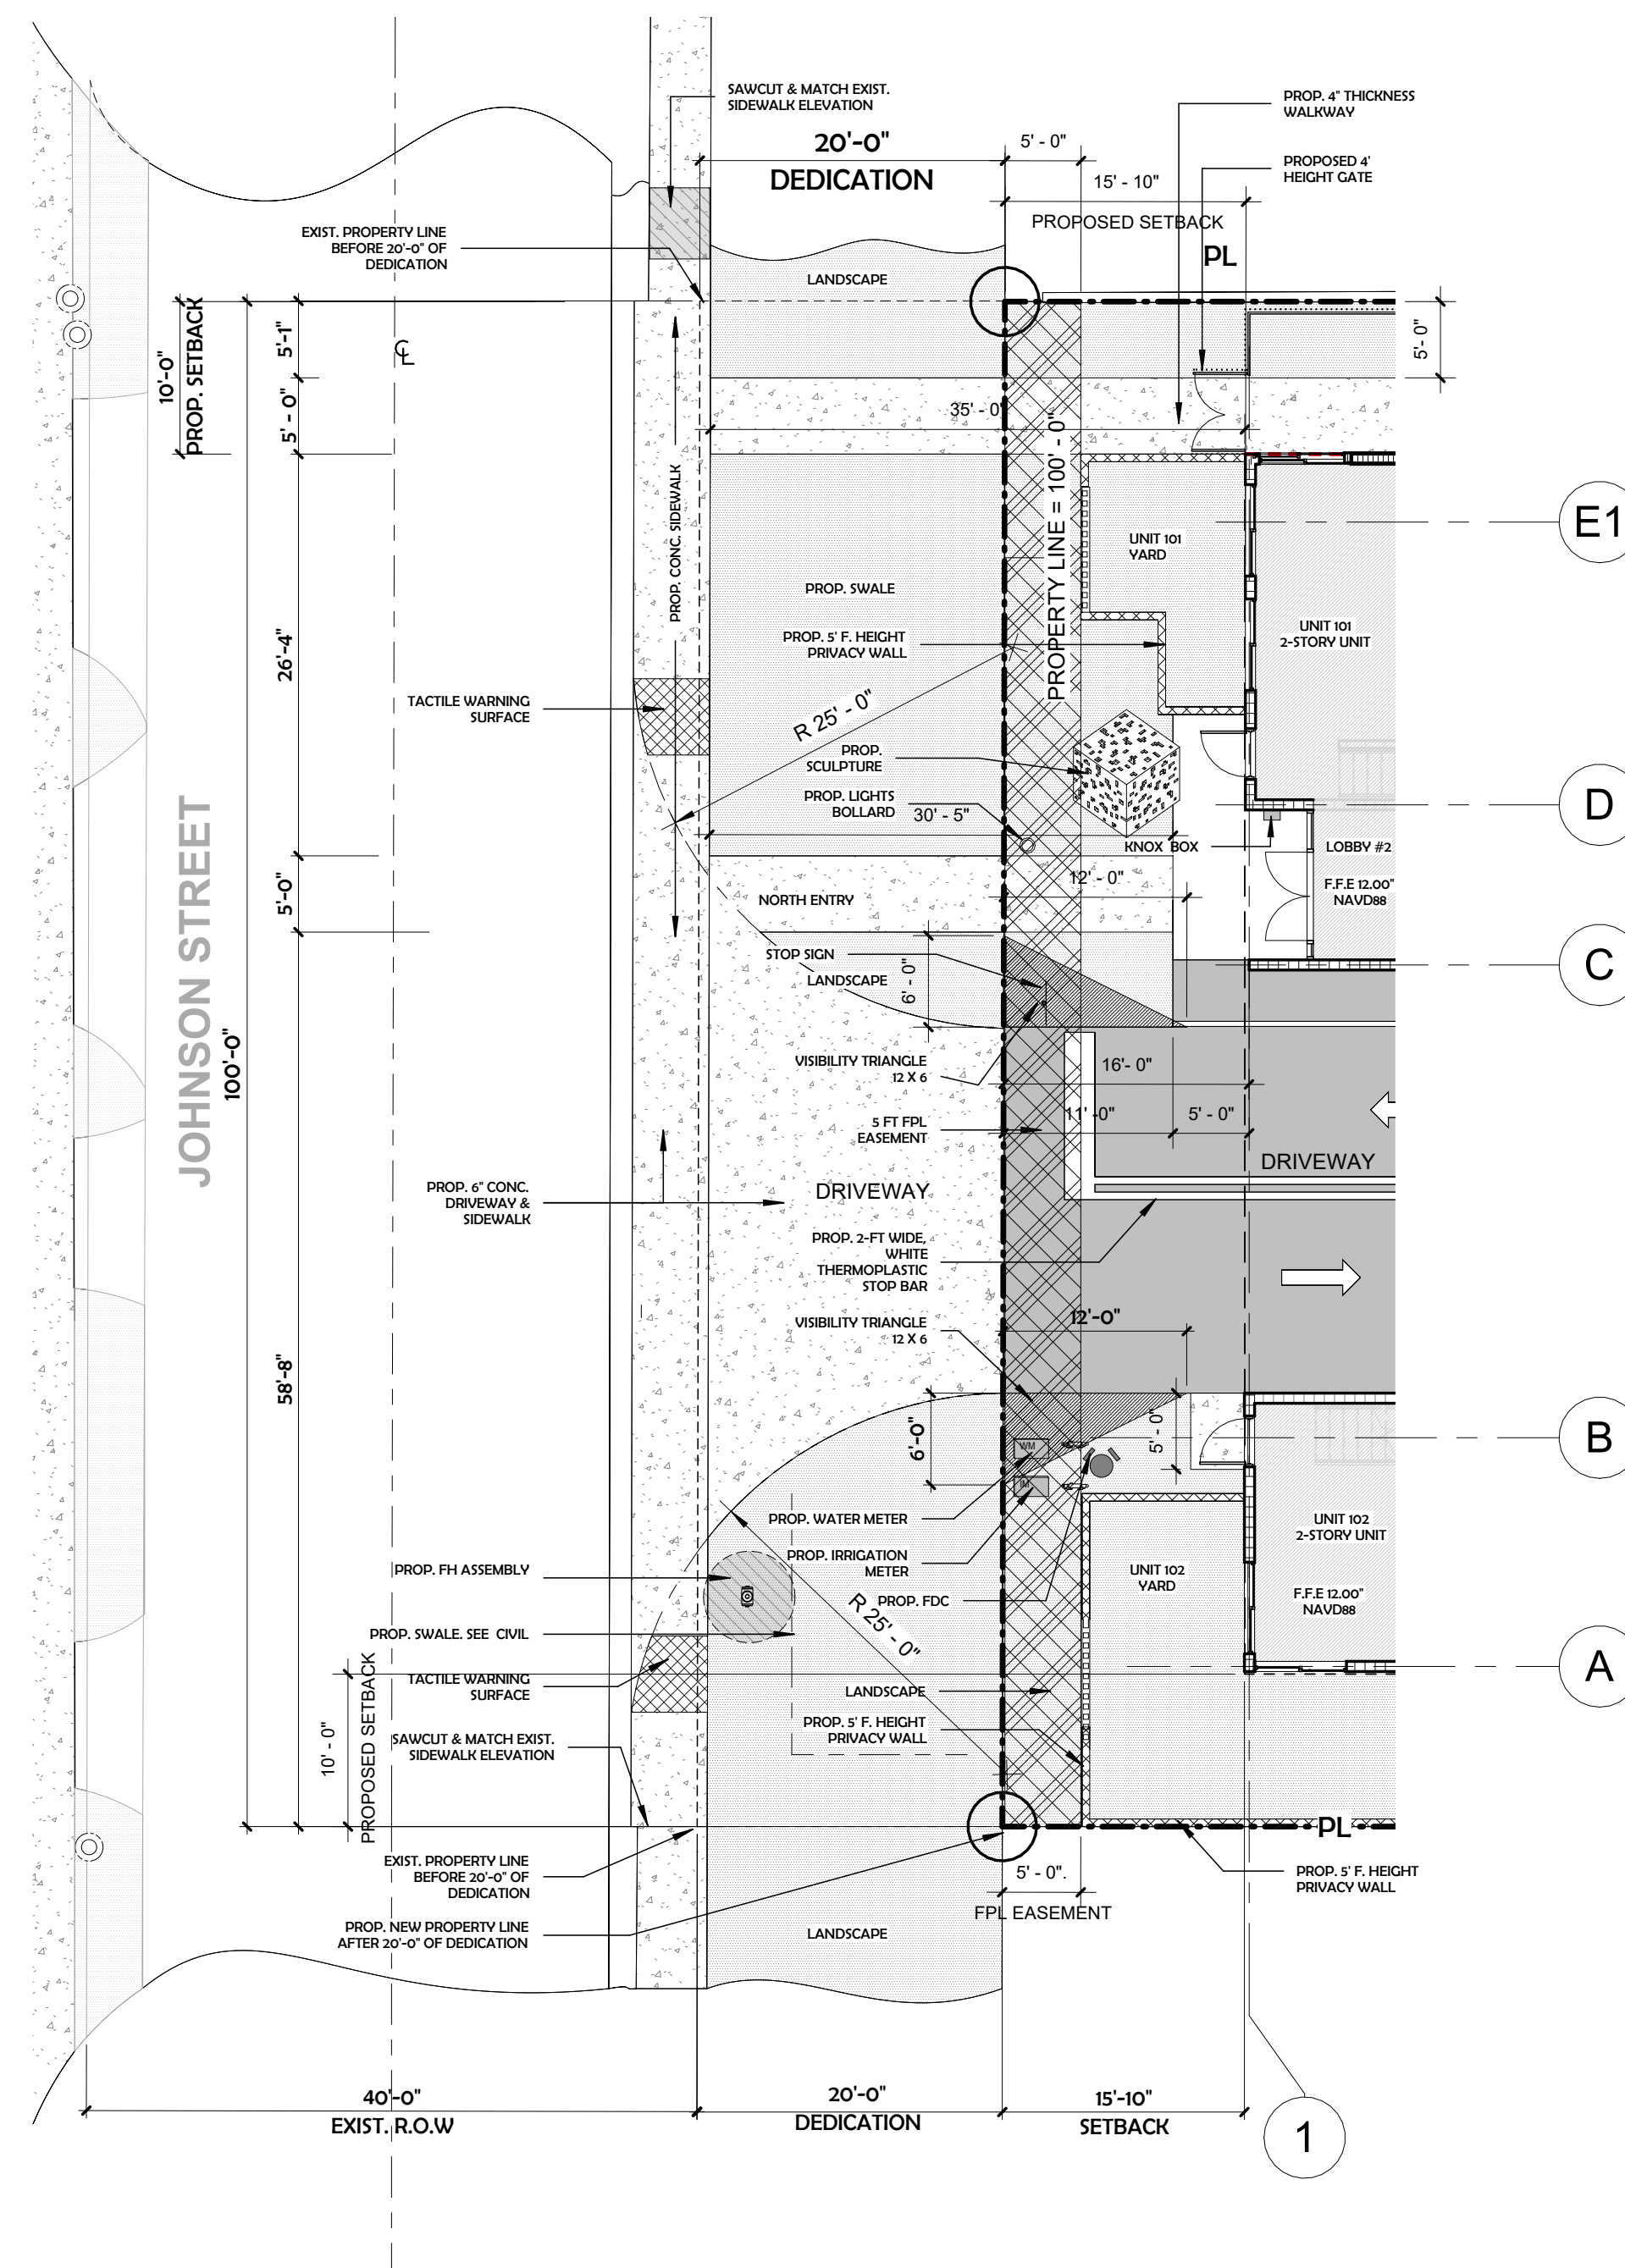 SAWCUT & MATCH EXIST.
SIDEWALK ELEVATION
20'-0"
DEDICATION
5' - 0"
15' - 10"
PROPOSED SETBACK
PL
PROP. 4" THICKNESS
WALKWAY
PROPOSED 4'
HEIGHT GATE
EXIST. PROPERTY LINE
BEFORE 20'-0" OF
DEDICATION
LANDSCAPE
10'-0"
PROP. SETBACK
5'-1"
5' - 0"
℄
5'- 0"
35' - 0"
PROPERTY LINE = 100' - 0"
PROP. CONC. SIDEWALK
E1
UNIT 101
YARD
UNIT 101
2-STORY UNIT
PROP. SWALE
PROP. 5' F. HEIGHT
PRIVACY WALL
26'-4"
TACTILE WARNING
SURFACE
R 25' - 0"
PROP.
SCULPTURE
PROP. LIGHTS
BOLLARD
30' - 5"
D
KNOX BOX
LOBBY #2
F.F.E 12.00"
NAVD88
12' - 0"
5'-0"
NORTH ENTRY
STOP SIGN
LANDSCAPE
6' - 0"
C
JOHNSON STREET
100'-0"
VISIBILITY TRIANGLE
12 X 6
16'- 0"
5 FT FPL
EASEMENT
11' -0"
5' - 0"
DRIVEWAY
DRIVEWAY
PROP. 6" CONC.
DRIVEWAY &
SIDEWALK
PROP. 2-FT WIDE,
WHITE
THERMOPLASTIC
STOP BAR
VISIBILITY TRIANGLE
12 X 6
12'-0"
58'-8"
6'-0"
5' - 0"
B
WM
IM
PROP. WATER METER
PROP. IRRIGATION
METER
PROP. FDC
UNIT 102
2-STORY UNIT
UNIT 102
YARD
F.F.E 12.00"
NAVD88
PROP. FH ASSEMBLY
R 25' - 0"
PROP. SWALE. SEE CIVIL
TACTILE WARNING
SURFACE
A
LANDSCAPE
PROP. 5' F. HEIGHT
PRIVACY WALL
10' - 0"
PROPOSED SETBACK
SAWCUT & MATCH EXIST.
SIDEWALK ELEVATION
PL
EXIST. PROPERTY LINE
BEFORE 20'-0" OF
DEDICATION
5' - 0".
FPL EASEMENT
PROP. 5' F. HEIGHT
PRIVACY WALL
PROP. NEW PROPERTY LINE
AFTER 20'-0" OF DEDICATION
LANDSCAPE
40'-0"
EXIST. R.O.W
20'-0"
DEDICATION
15'-10"
SETBACK
1